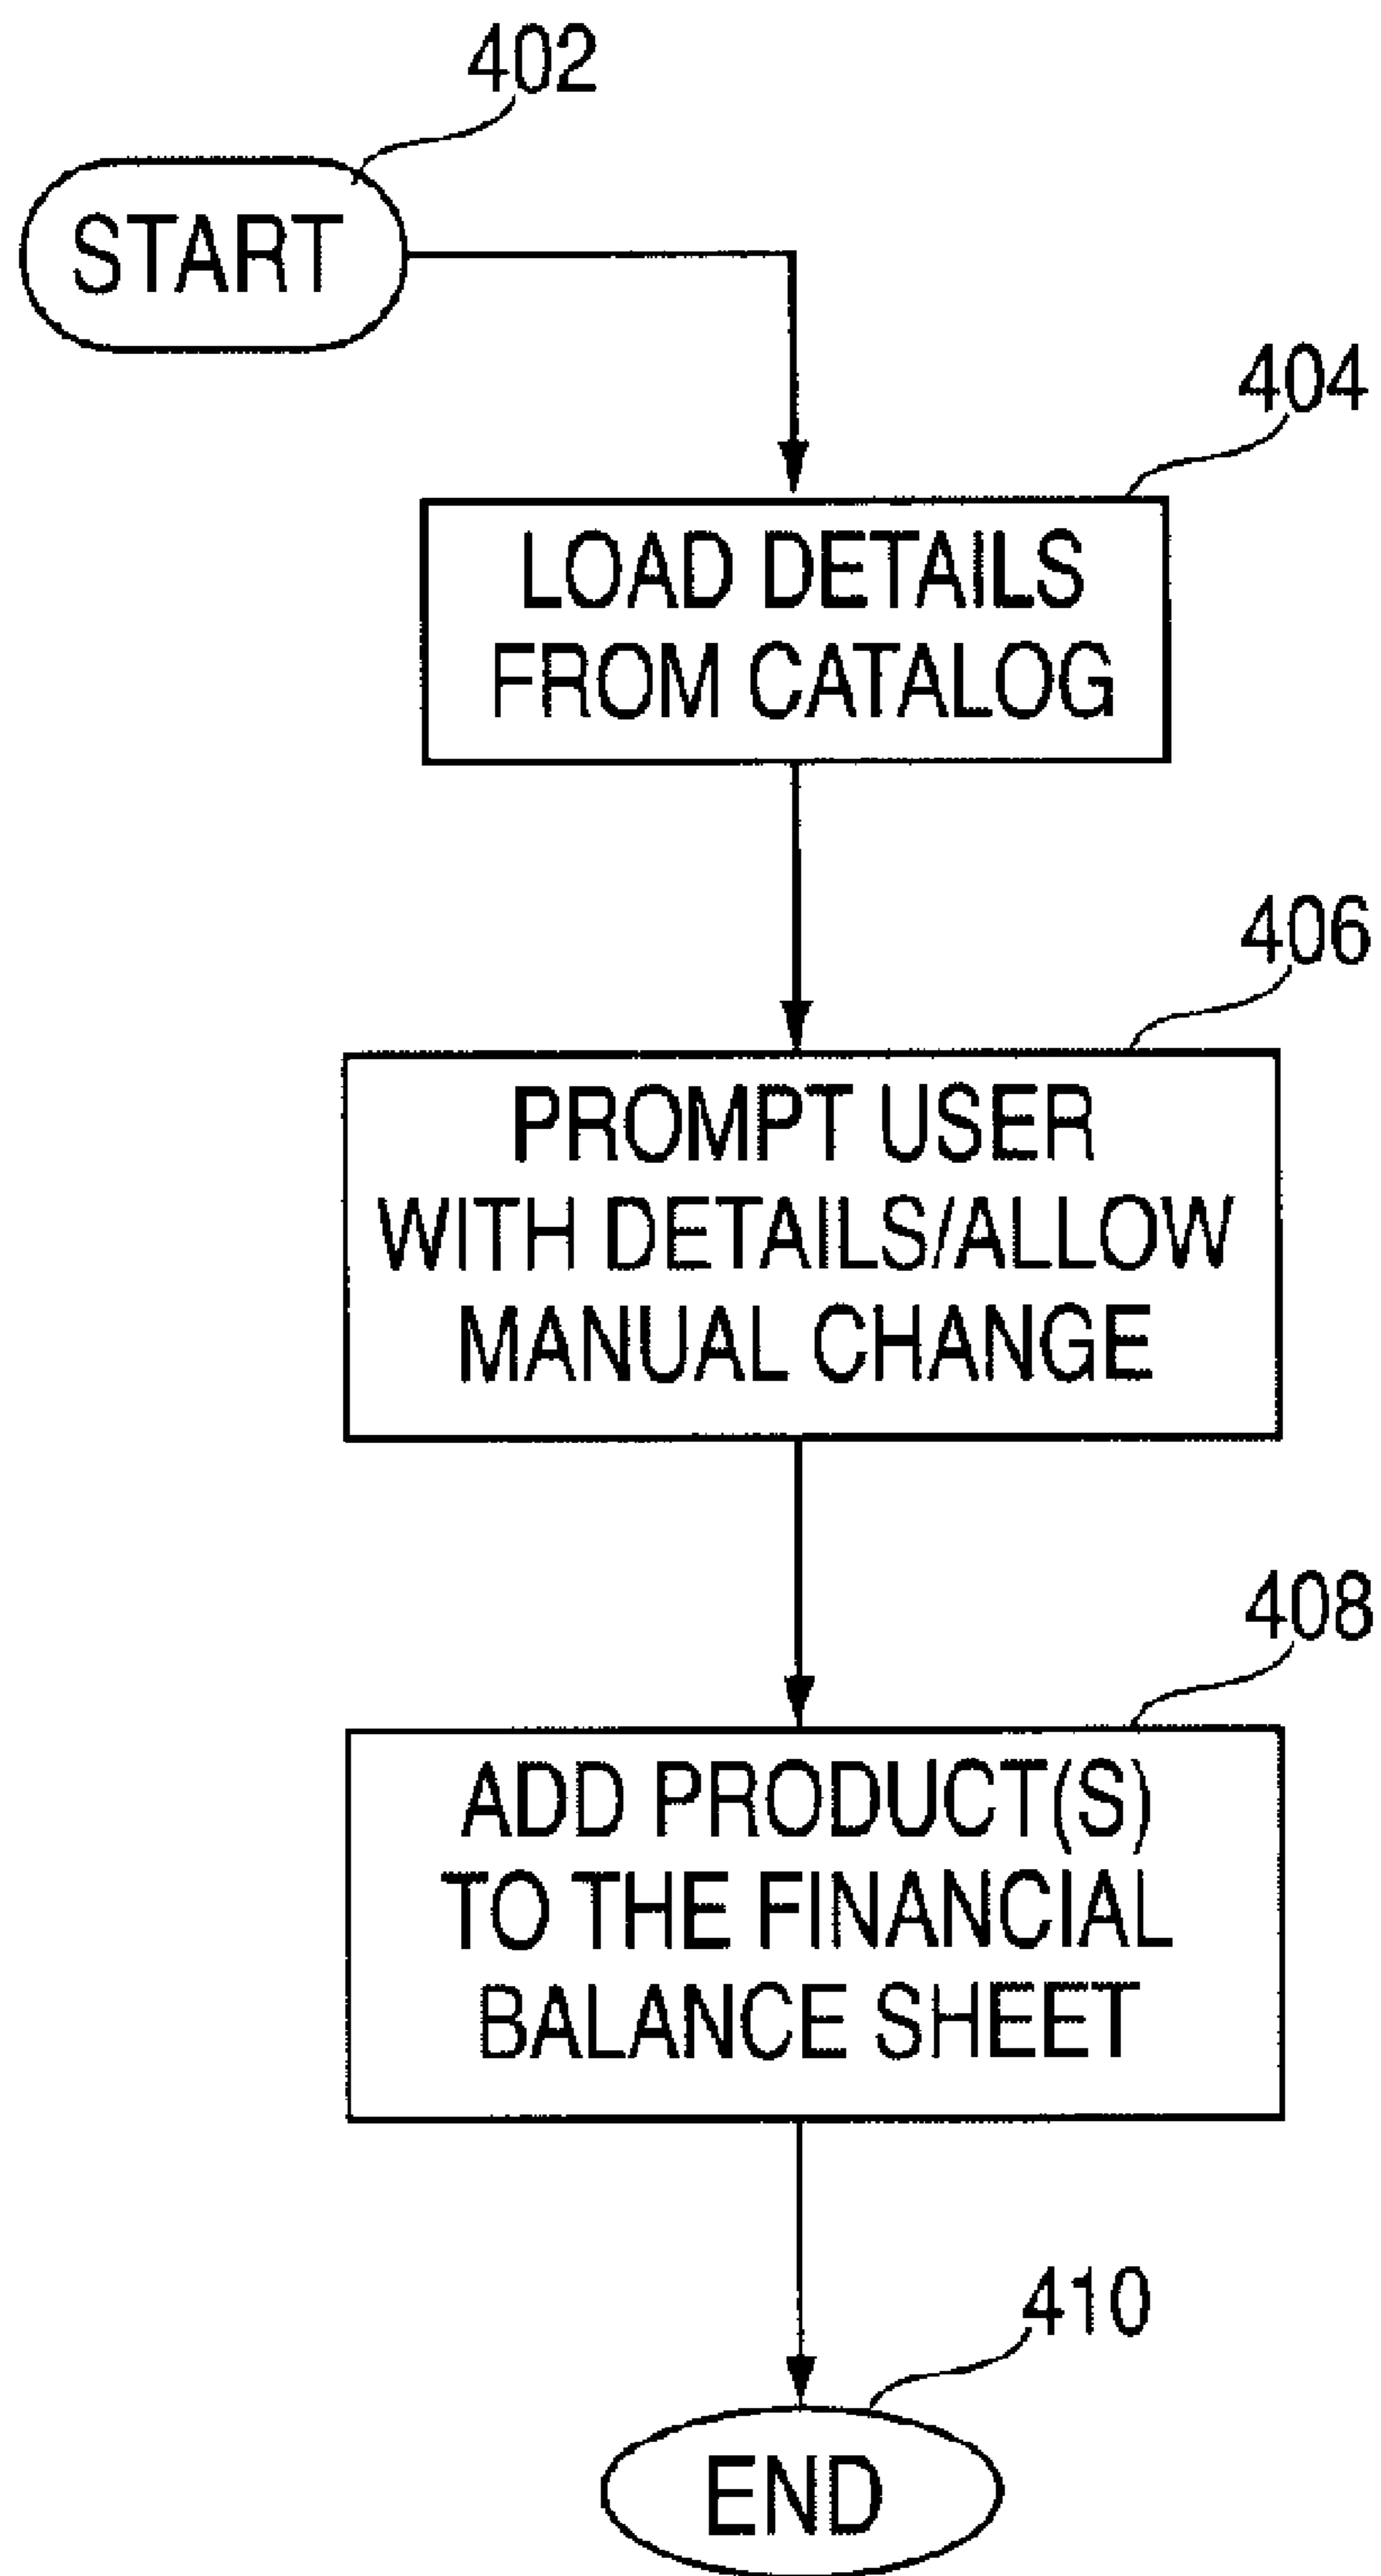 402
START
404
LOAD DETAILS
FROM CATALOG
406
PROMPT USER
WITH DETAILS/ALLOW
MANUAL CHANGE
408
ADD PRODUCT(S)
TO THE FINANCIAL
BALANCE SHEET
410
END